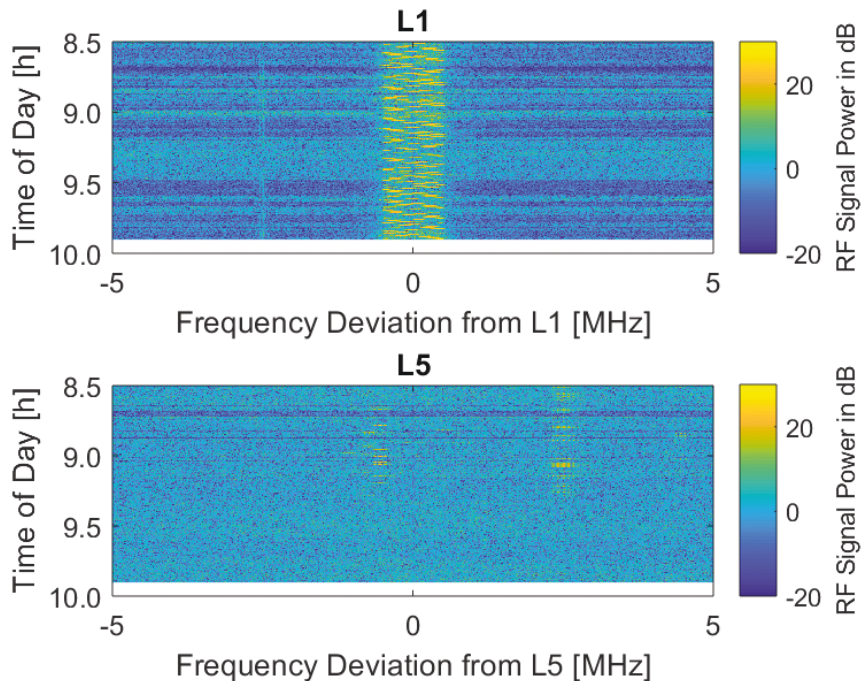 L1
8.5
9.0
9.5
10.0
Time of Day [h]
-5
0
5
Frequency Deviation from L1 [MHz]
20
0
-20
RF Signal Power in dB
L5
8.5
9.0
9.5
10.0
Time of Day [h]
-5
0
5
Frequency Deviation from L5 [MHz]
20
0
-20
RF Signal Power in dB